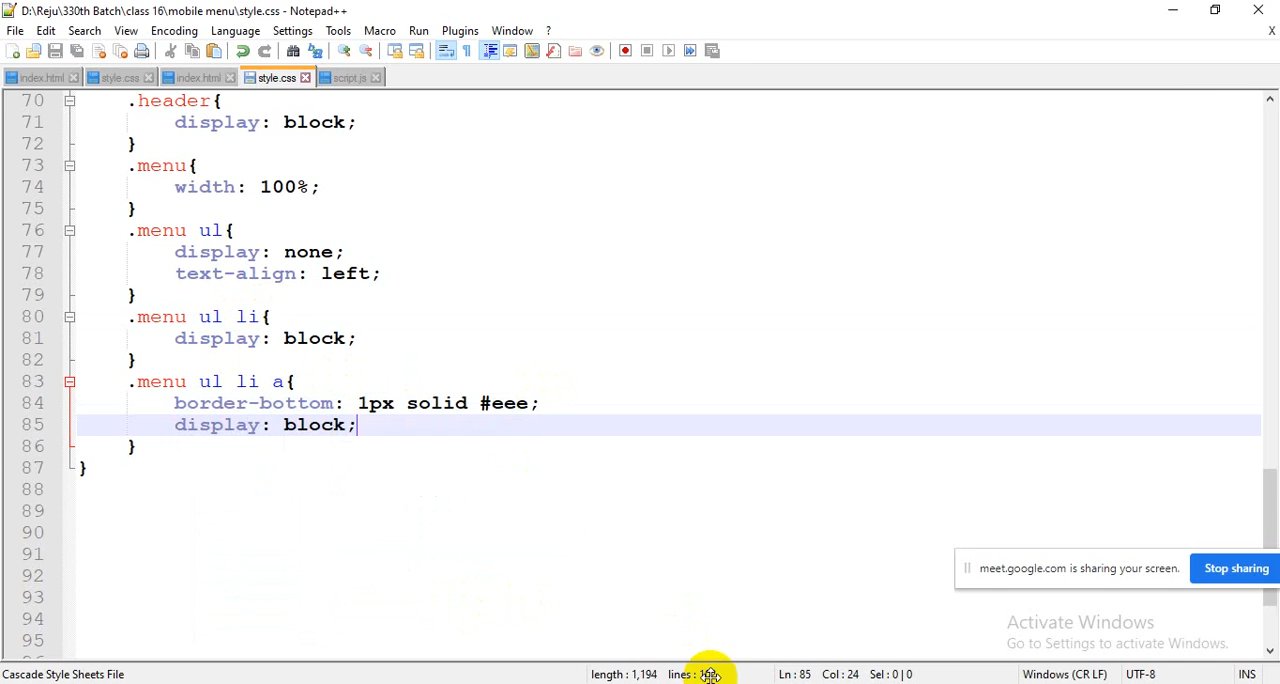 D:\Reju\330th Batch\class 16\mobile menu\style.css - Notepad++
File Edit Search View Encoding Language Settings Tools Macro Run Plugins Window ? X
index.html style.css index.html style.css script.js
70 .header{
71 display: block;
72 }
73 .menu{
74 width: 100%;
75 }
76 .menu ul{
77 display: none;
78 text-align: left;
79 }
80 .menu ul li{
81 display: block;
82 }
83 .menu ul li a{
84 border-bottom: 1px solid #eee;
85 display: block;
86 }
87 }
88
89
90
91
92
93
94
95
meet.google.com is sharing your screen. Stop sharing
Activate Windows
Go to Settings to activate Windows.
Cascade Style Sheets File length : 1,194 lines : Ln : 85 Col : 24 Sel : 0 | 0 Windows (CR LF) UTF-8 INS